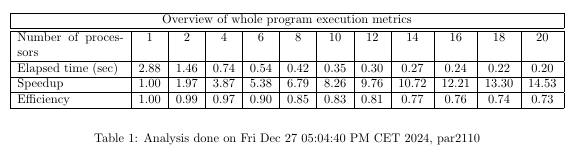 Overview of whole program execution metrics
Number of proces- 1 2 4 6 8 10 12 14 16 18 20
sors
Elapsed time (sec) 2.88 1.46 0.74 0.54 0.42 0.35 0.30 0.27 0.24 0.22 0.20
Speedup 1.00 1.97 3.87 5.38 6.79 8.26 9.76 10.72 12.21 13.30 14.53
Efficiency 1.00 0.99 0.97 0.90 0.85 0.83 0.81 0.77 0.76 0.74 0.73
Table 1: Analysis done on Fri Dec 27 05:04:40 PM CET 2024, par2110